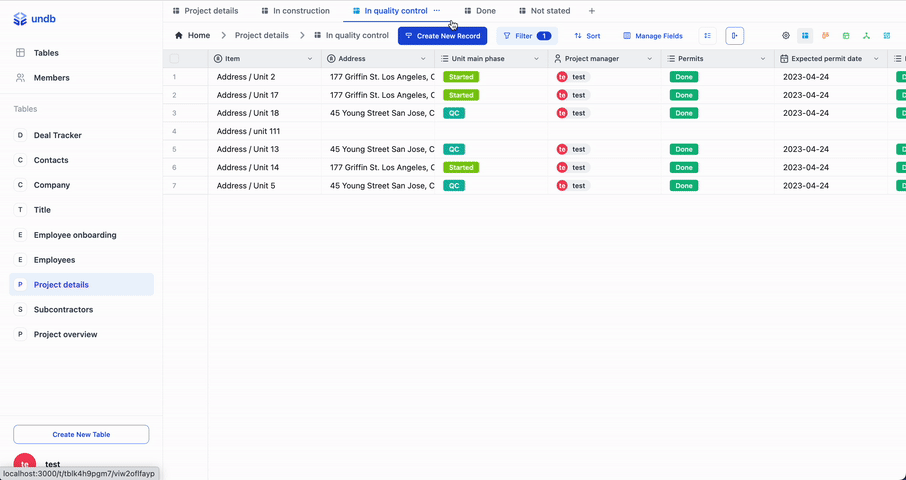 undb
Tables
Members
Tables
D Deal Tracker
C Contacts
C Company
T Title
E Employee onboarding
E Employees
P Project details
S Subcontractors
P Project overview
Create New Table
te test
localhost:3000/t/tblk4h9pgm7/viw2oflfayp
Project details In construction In quality control ··· Done Not stated +
Home > Project details > In quality control Create New Record Filter 1 Sort Manage Fields
Item Address Unit main phase Project manager Permits Expected permit date
1 Address / Unit 2 177 Griffin St. Los Angeles, C Started te test Done 2023-04-24
2 Address / Unit 17 177 Griffin St. Los Angeles, C Started te test Done 2023-04-24
3 Address / Unit 18 45 Young Street San Jose, C QC te test Done 2023-04-24
4 Address / unit 111
5 Address / Unit 13 45 Young Street San Jose, C QC te test Done 2023-04-24
6 Address / Unit 14 177 Griffin St. Los Angeles, C Started te test Done 2023-04-24
7 Address / Unit 5 45 Young Street San Jose, C QC te test Done 2023-04-24